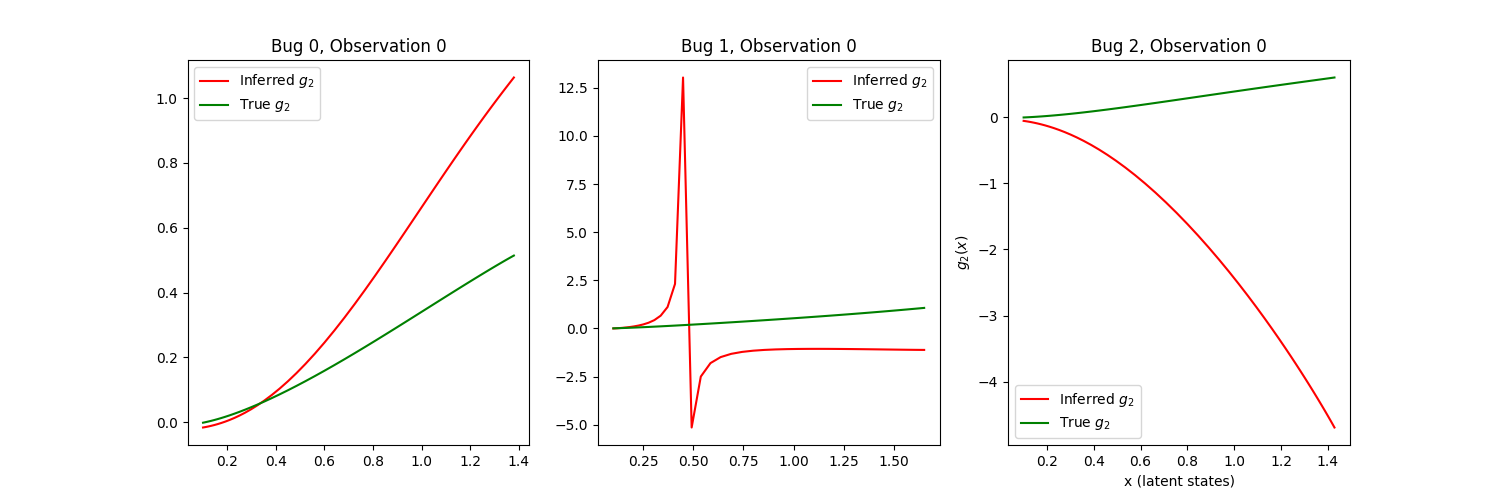 Bug 0, Observation 0
Inferred g₂
True g₂
1.0
0.8
0.6
0.4
0.2
0.0
0.2 0.4 0.6 0.8 1.0 1.2 1.4
Bug 1, Observation 0
Inferred g₂
True g₂
12.5
10.0
7.5
5.0
2.5
0.0
−2.5
−5.0
0.25 0.50 0.75 1.00 1.25 1.50
Bug 2, Observation 0
0
−1
−2
−3
−4
g₂(x)
Inferred g₂
True g₂
0.2 0.4 0.6 0.8 1.0 1.2 1.4
x (latent states)